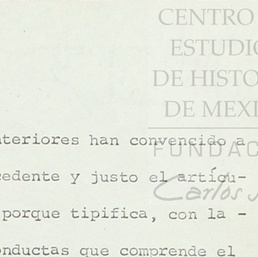 CENTRO
ESTUDIO
DE HISTO
DE MEXI
nteriores han convencido a
FUNDAC
cedente y justo el artícu-
Carlos S
porque tipifica, con la -
onductas que comprende el